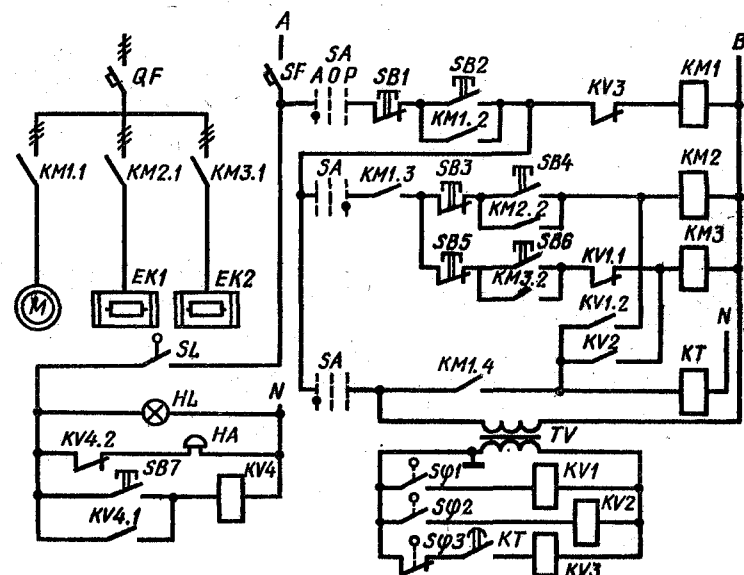 A
B
QF
SF
SA
A O P
SB1
SB2
KM1.2
KV3
KM1
KM1.1
KM2.1
KM3.1
SA
KM1.3
SB3
SB4
KM2.2
KM2
SB5
SB6
KM3.2
KV1.1
KM3
EK1
EK2
M
KV1.2
KV2
N
SL
SA
KM1.4
KT
HL
N
KV4.2
HA
TV
SB7
KV4
KV4.1
Sφ1
KV1
Sφ2
KV2
Sφ3
KT
KV3